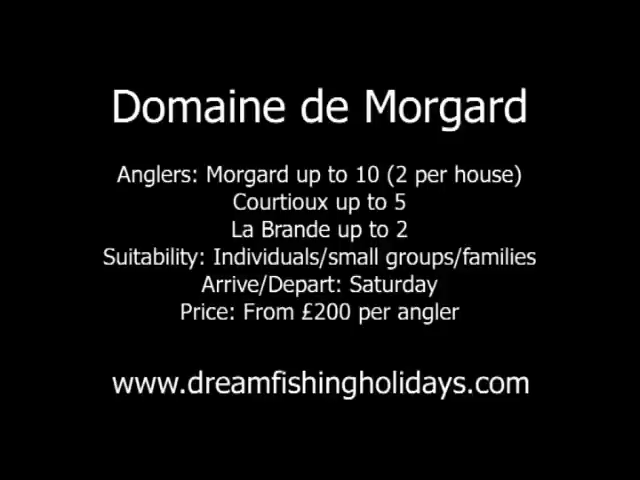 Domaine de Morgard
Anglers: Morgard up to 10 (2 per house)
Courtioux up to 5
La Brande up to 2
Suitability: Individuals/small groups/families
Arrive/Depart: Saturday
Price: From £200 per angler
www.dreamfishingholidays.com